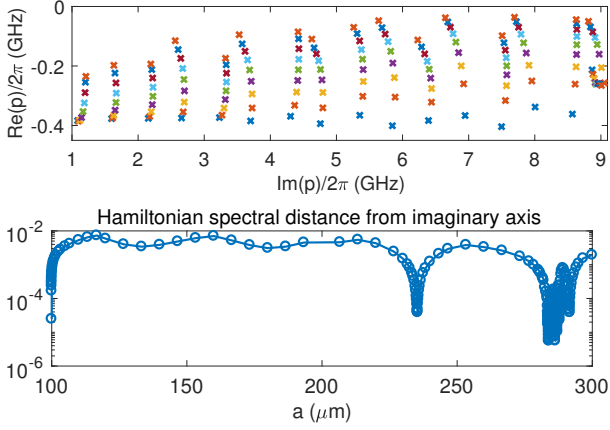 0
-0.2
-0.4
Re(p)/2π (GHz)
1 2 3 4 5 6 7 8 9
Im(p)/2π (GHz)
Hamiltonian spectral distance from imaginary axis
10⁻²
10⁻⁴
10⁻⁶
100 150 200 250 300
a (μm)